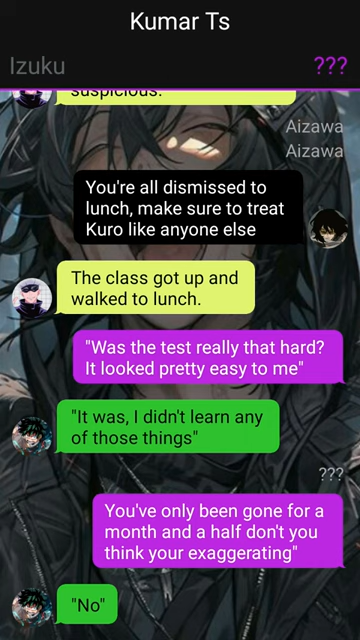 Kumar Ts
Izuku
???
suspicious.
Aizawa
Aizawa
You're all dismissed to
lunch, make sure to treat
Kuro like anyone else
The class got up and
walked to lunch.
"Was the test really that hard?
It looked pretty easy to me"
"It was, I didn't learn any
of those things"
???
You've only been gone for a
month and a half don't you
think your exaggerating"
"No"